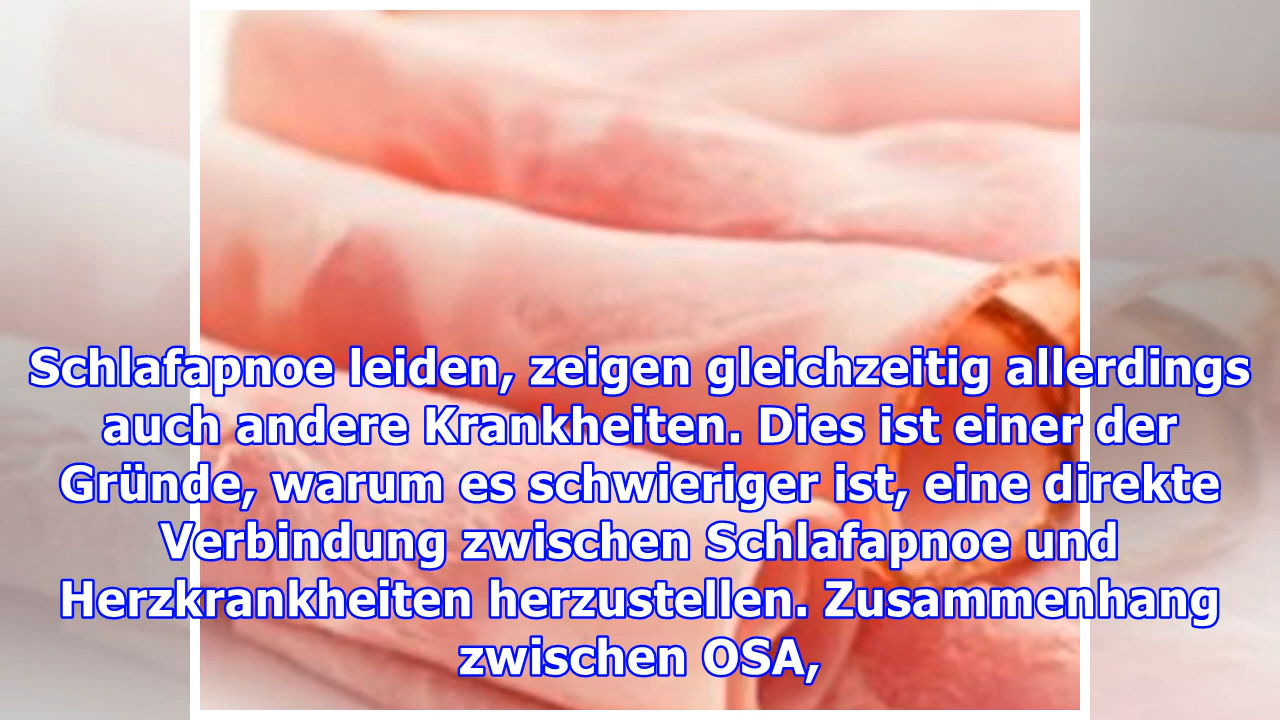 Schlafapnoe leiden, zeigen gleichzeitig allerdings
auch andere Krankheiten. Dies ist einer der
Gründe, warum es schwieriger ist, eine direkte
Verbindung zwischen Schlafapnoe und
Herzkrankheiten herzustellen. Zusammenhang
zwischen OSA,